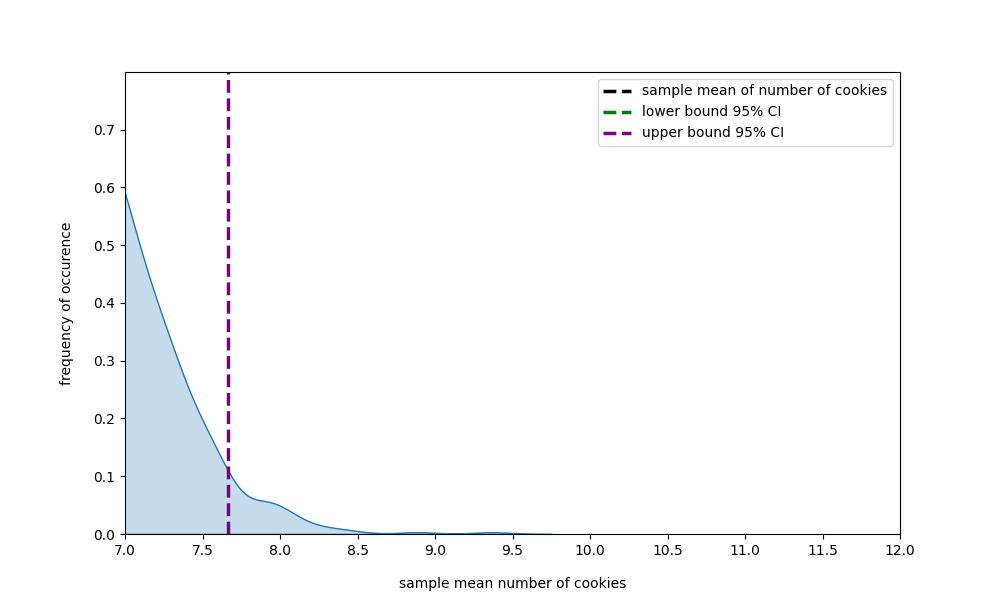 sample mean of number of cookies
lower bound 95% CI
upper bound 95% CI
0.7
0.6
0.5
0.4
0.3
0.2
0.1
0.0
frequency of occurence
7.0 7.5 8.0 8.5 9.0 9.5 10.0 10.5 11.0 11.5 12.0
sample mean number of cookies